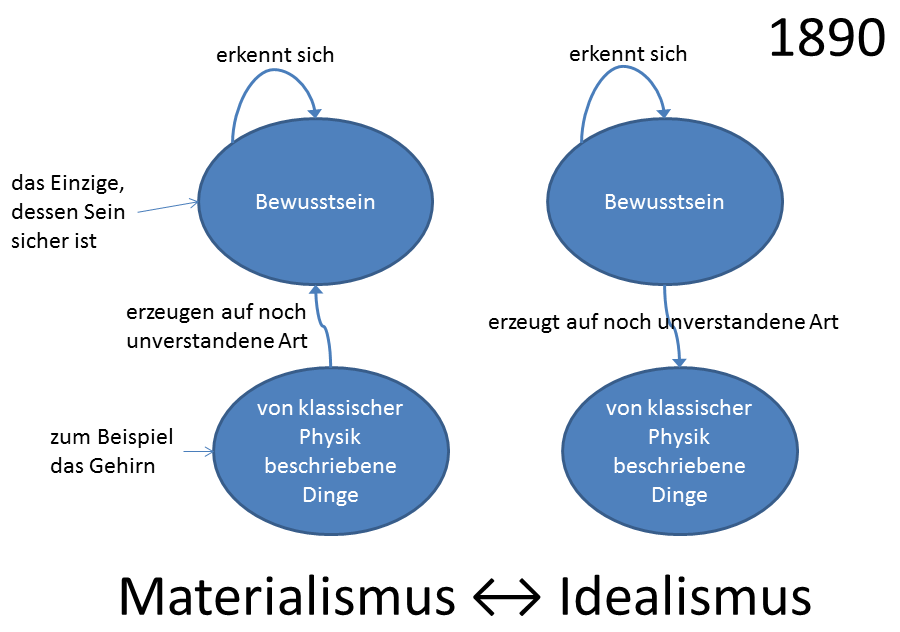 1890
erkennt sich
erkennt sich
das Einzige,
dessen Sein
sicher ist
Bewusstsein
Bewusstsein
erzeugen auf noch
unverstandene Art
erzeugt auf noch unverstandene Art
zum Beispiel
das Gehirn
von klassischer
Physik
beschriebene
Dinge
von klassischer
Physik
beschriebene
Dinge
Materialismus ↔ Idealismus